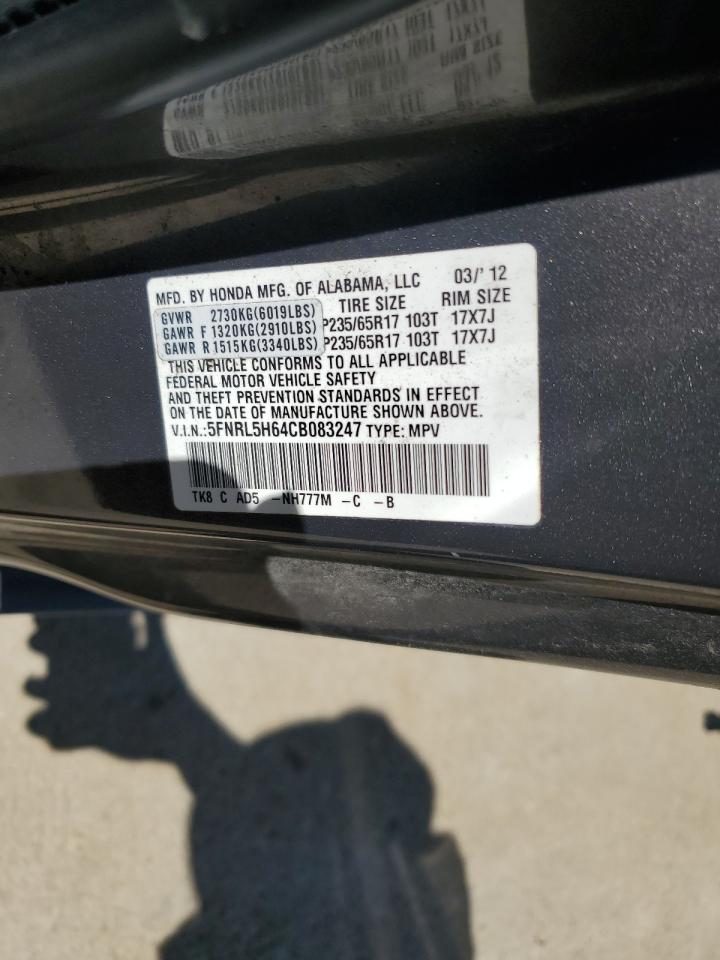 MFD. BY HONDA MFG. OF ALABAMA, LLC 03/' 12
TIRE SIZE RIM SIZE
GVWR 2730KG(6019LBS)
GAWR F 1320KG(2910LBS) P235/65R17 103T 17X7J
GAWR R 1515KG(3340LBS) P235/65R17 103T 17X7J
THIS VEHICLE CONFORMS TO ALL APPLICABLE
FEDERAL MOTOR VEHICLE SAFETY
AND THEFT PREVENTION STANDARDS IN EFFECT
ON THE DATE OF MANUFACTURE SHOWN ABOVE.
V.I.N.:5FNRL5H64CB083247 TYPE: MPV
TK8 C AD5 -NH777M -C -B